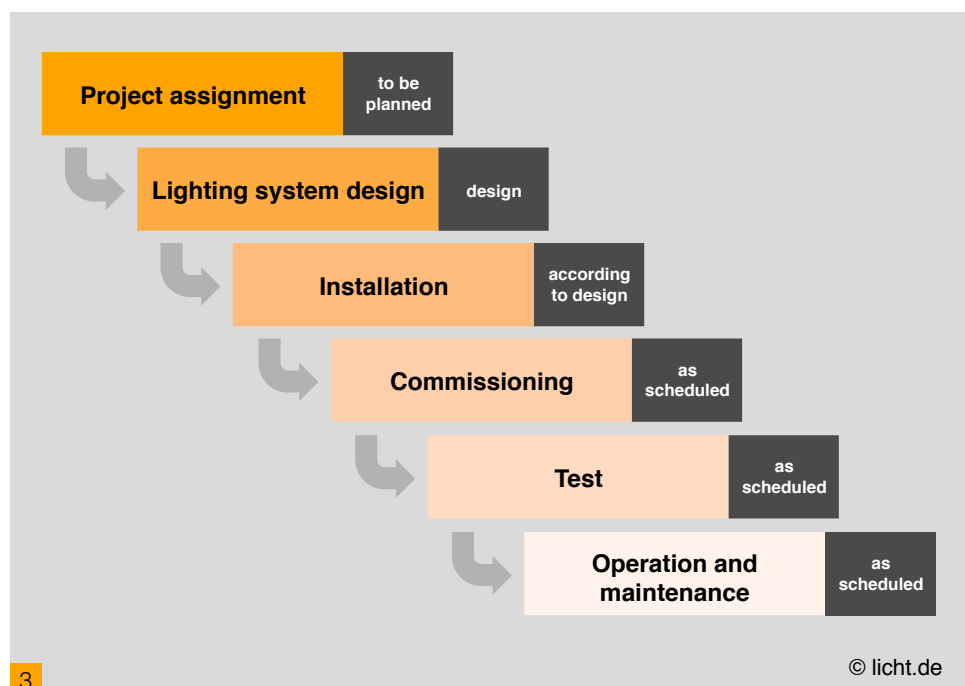 Project assignment
to be
planned
Lighting system design
design
Installation
according
to design
Commissioning
as
scheduled
Test
as
scheduled
Operation and
maintenance
as
scheduled
3
© licht.de